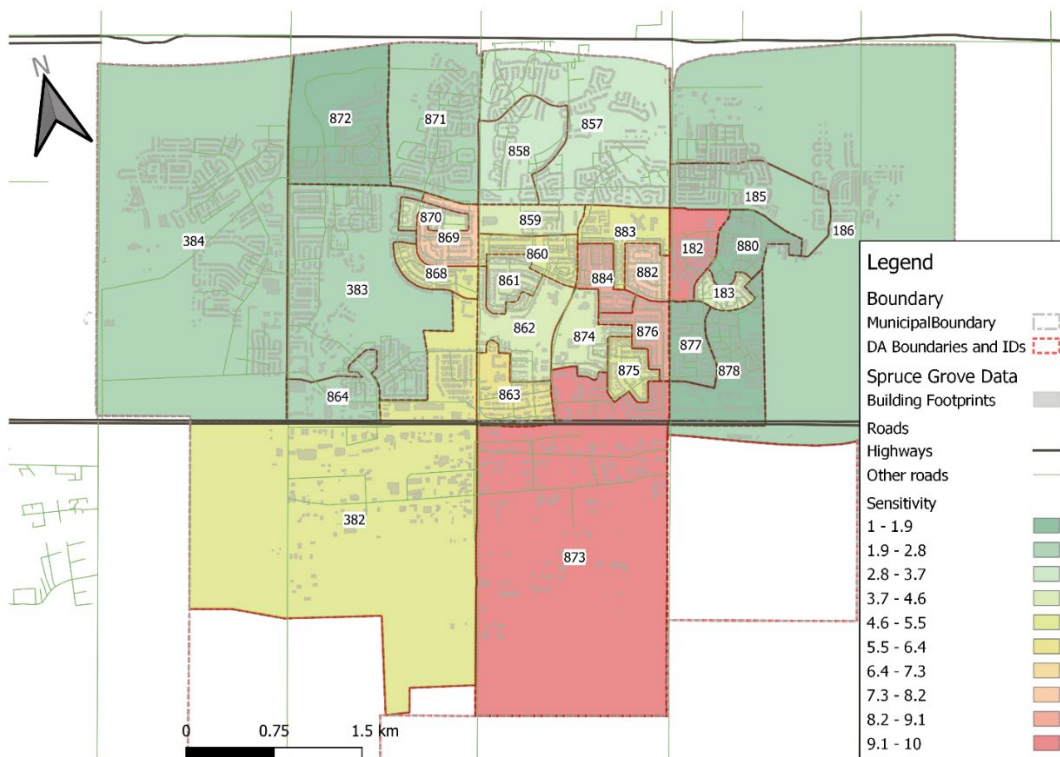 N
872
871
857
858
185
870
859
384
869
883
182
880
186
868
860
861
884
882
183
383
862
874
876
877
875
878
864
863
382
873
0 0.75 1.5 km
Legend
Boundary
MunicipalBoundary
DA Boundaries and IDs
Spruce Grove Data
Building Footprints
Roads
Highways
Other roads
Sensitivity
1 - 1.9
1.9 - 2.8
2.8 - 3.7
3.7 - 4.6
4.6 - 5.5
5.5 - 6.4
6.4 - 7.3
7.3 - 8.2
8.2 - 9.1
9.1 - 10